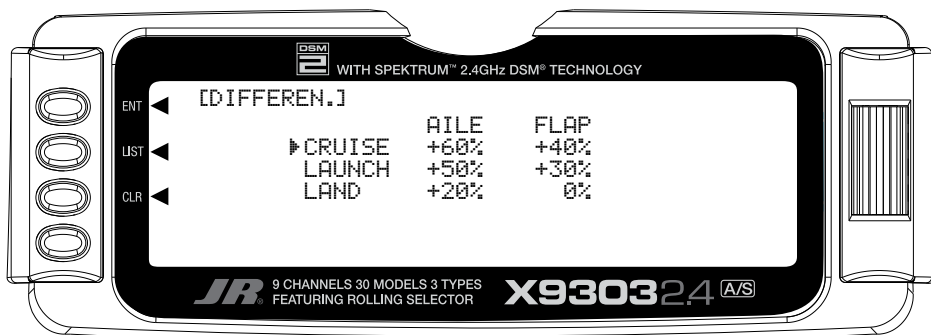 DSM
2
WITH SPEKTRUM™ 2.4GHz DSM® TECHNOLOGY
ENT
LIST
CLR
[DIFFEREN.]
AILE FLAP
CRUISE +60% +40%
LAUNCH +50% +30%
LAND +20% 0%
JR® 9 CHANNELS 30 MODELS 3 TYPES
FEATURING ROLLING SELECTOR
X9303 2.4 A/S